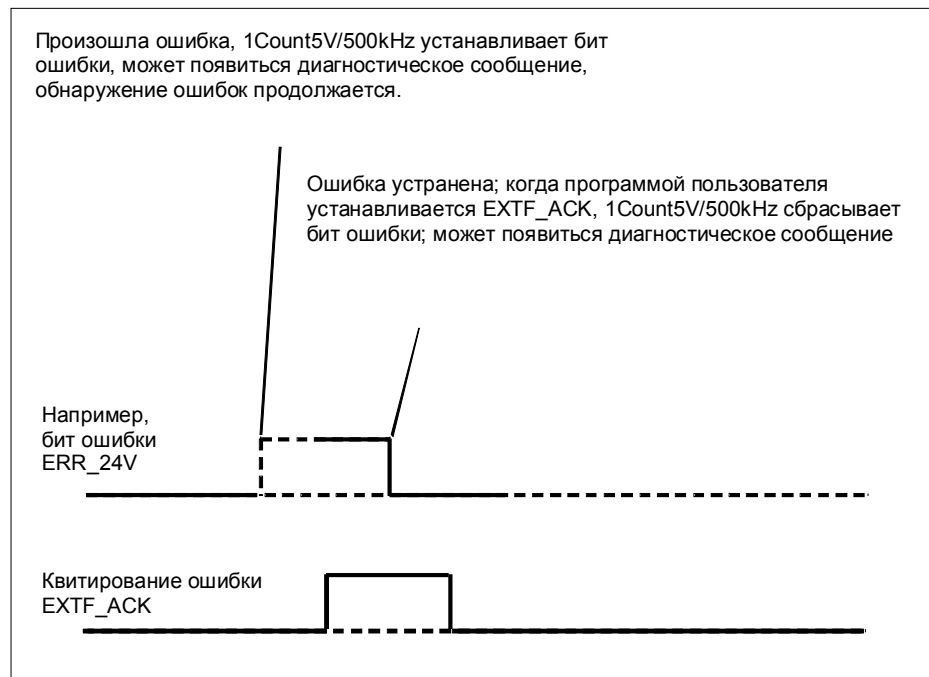 Произошла ошибка, 1Count5V/500kHz устанавливает бит
ошибки, может появиться диагностическое сообщение,
обнаружение ошибок продолжается.
Ошибка устранена; когда программой пользователя
устанавливается EXTF_ACK, 1Count5V/500kHz сбрасывает
бит ошибки; может появиться диагностическое сообщение
Например,
бит ошибки
ERR_24V
Квитирование ошибки
EXTF_ACK